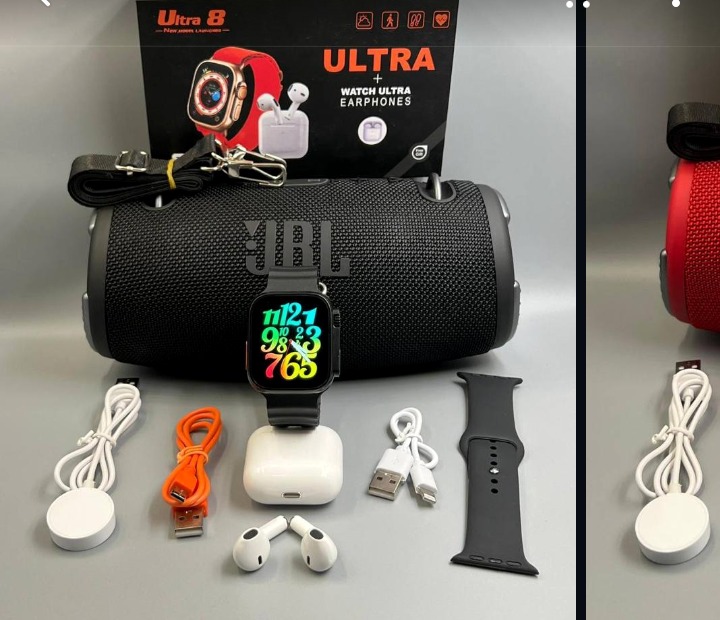 Ultra 8
ULTRA
+
WATCH ULTRA
EARPHONES
JBL
11 12 1
10 2
9 3
8
7 6 5